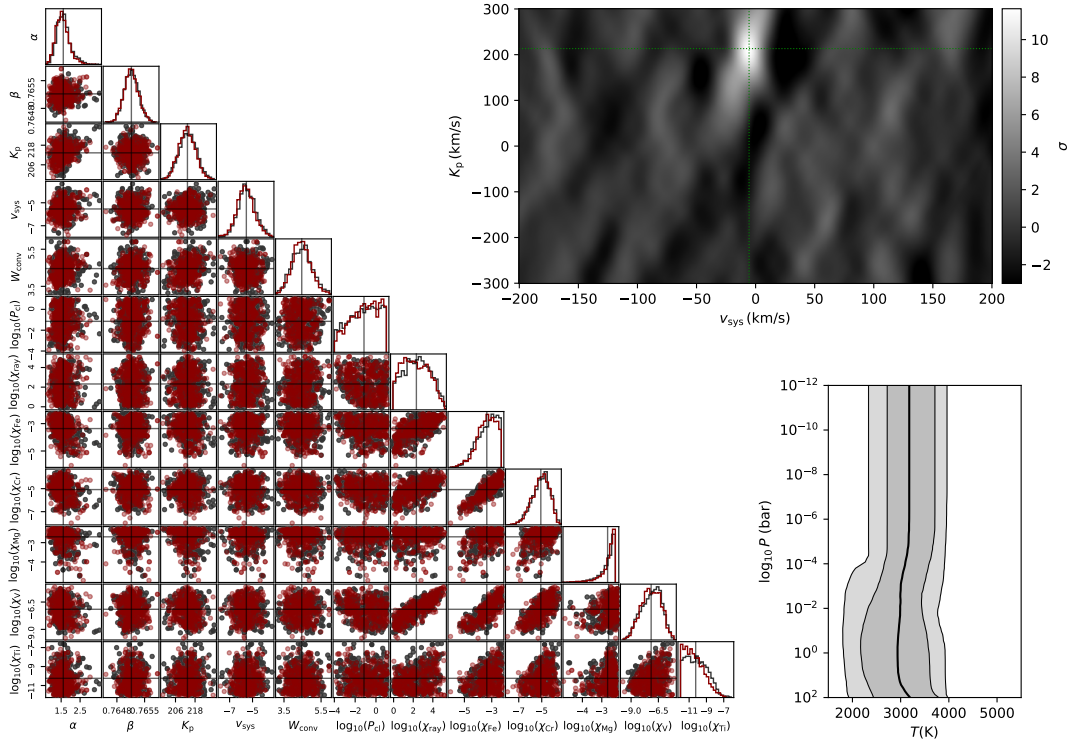 α
β
0.7648 0.7655
K_p
206 218
v_sys
−7 −5
W_conv
3.5 5.5
log₁₀(P_cl)
−4 −2 0
log₁₀(χ_ray)
0 2 4
log₁₀(χ_Fe)
−5 −3
log₁₀(χ_Cr)
−7 −5
log₁₀(χ_Mg)
−4 −3
log₁₀(χ_V)
−9.0 −6.5
log₁₀(χ_Ti)
−11 −9 −7
1.5 2.5
0.7648 0.7655
206 218
−7 −5
3.5 5.5
−4 −2 0
0 2 4
−5 −3
−7 −5
−4 −3
−9.0 −6.5
−11 −9 −7
α β K_p v_sys W_conv log₁₀(P_cl) log₁₀(χ_ray) log₁₀(χ_Fe) log₁₀(χ_Cr) log₁₀(χ_Mg) log₁₀(χ_V) log₁₀(χ_Ti)
300
200
100
0
−100
−200
−300
K_p (km/s)
−200 −150 −100 −50 0 50 100 150 200
v_sys (km/s)
10
8
6
4
2
0
−2
σ
10⁻¹²
10⁻¹⁰
10⁻⁸
10⁻⁶
10⁻⁴
10⁻²
10⁰
10²
log₁₀ P (bar)
2000 3000 4000 5000
T(K)